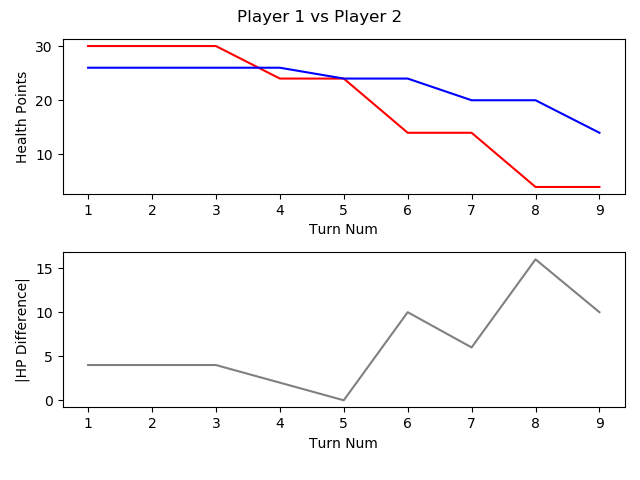 Player 1 vs Player 2
Health Points
30
20
10
1 2 3 4 5 6 7 8 9
Turn Num
|HP Difference|
15
10
5
0
1 2 3 4 5 6 7 8 9
Turn Num